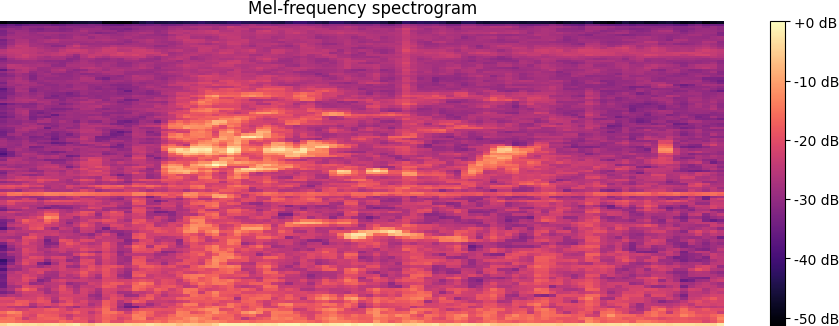 Mel-frequency spectrogram
+0 dB
-10 dB
-20 dB
-30 dB
-40 dB
-50 dB